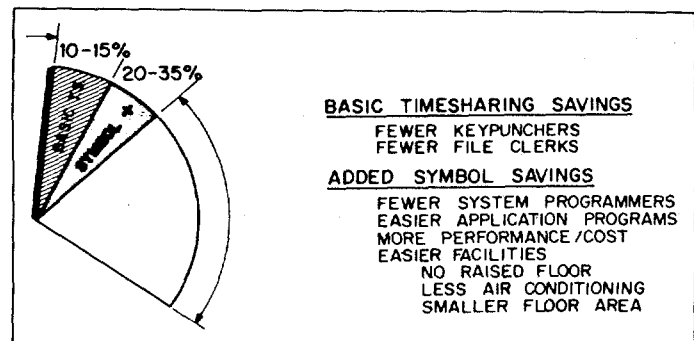 10-15%
20-35%
BASIC T.S.
SYMBOL +
BASIC TIMESHARING SAVINGS
FEWER KEYPUNCHERS
FEWER FILE CLERKS
ADDED SYMBOL SAVINGS
FEWER SYSTEM PROGRAMMERS
EASIER APPLICATION PROGRAMS
MORE PERFORMANCE/COST
EASIER FACILITIES
NO RAISED FLOOR
LESS AIR CONDITIONING
SMALLER FLOOR AREA